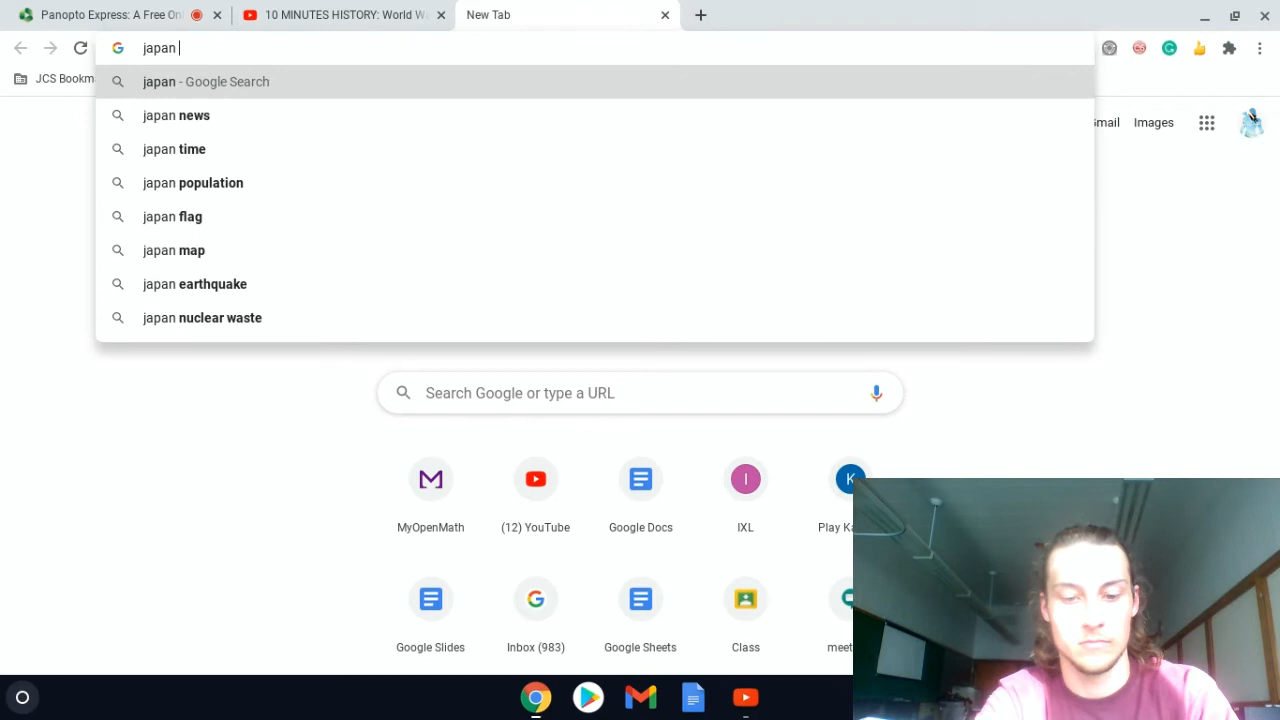 Panopto Express: A Free Onl
10 MINUTES HISTORY: World W
New Tab
japan
JCS Bookm
japan - Google Search
japan news
japan time
japan population
japan flag
japan map
japan earthquake
japan nuclear waste
Gmail
Images
Search Google or type a URL
MyOpenMath
(12) YouTube
Google Docs
I
IXL
K
Play Ka
Google Slides
Inbox (983)
Google Sheets
Class
meet